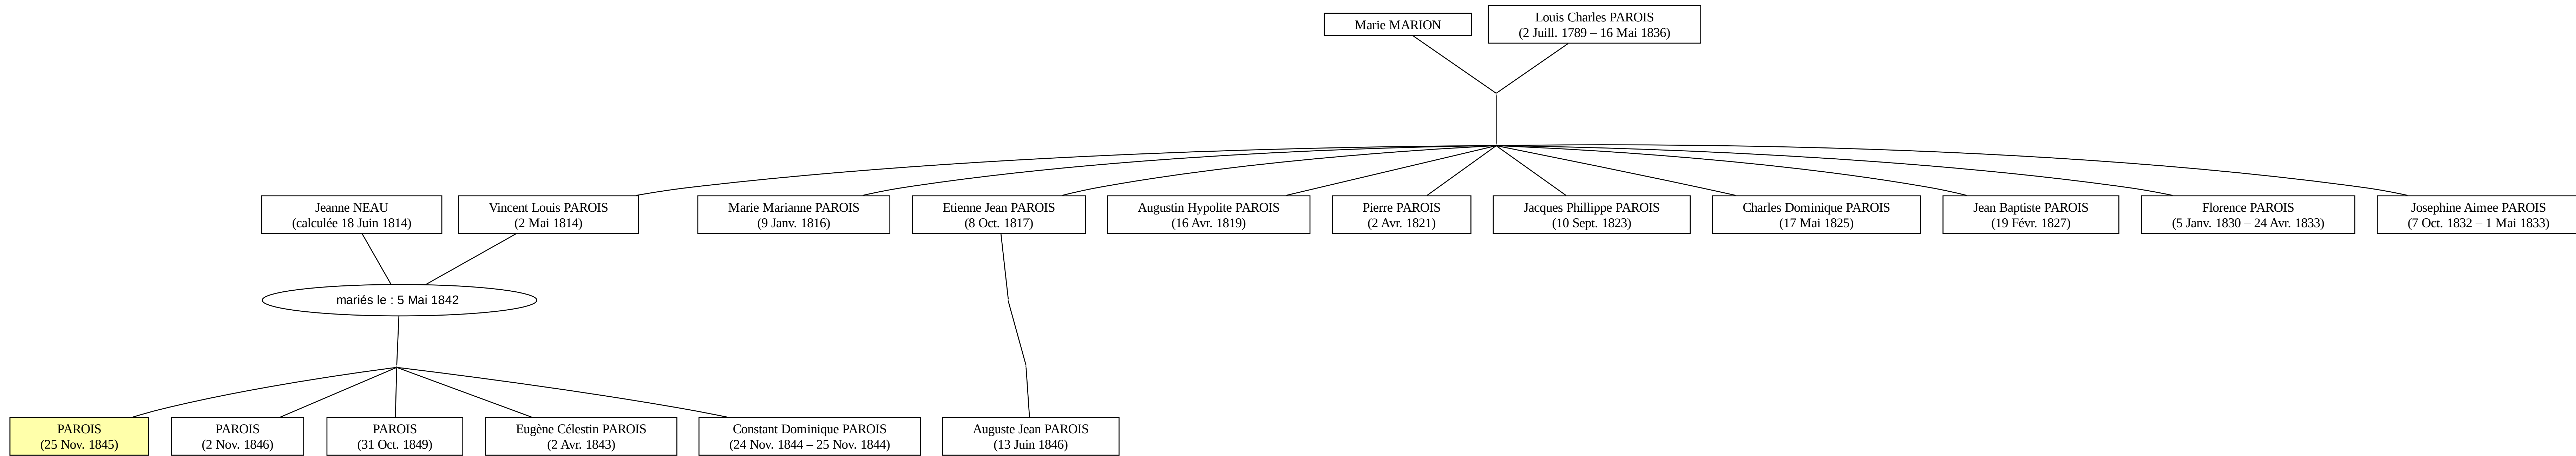 Marie MARION
Louis Charles PAROIS
(2 Juill. 1789 – 16 Mai 1836)
Jeanne NEAU
(calculée 18 Juin 1814)
Vincent Louis PAROIS
(2 Mai 1814)
Marie Marianne PAROIS
(9 Janv. 1816)
Etienne Jean PAROIS
(8 Oct. 1817)
Augustin Hypolite PAROIS
(16 Avr. 1819)
Pierre PAROIS
(2 Avr. 1821)
Jacques Phillippe PAROIS
(10 Sept. 1823)
Charles Dominique PAROIS
(17 Mai 1825)
Jean Baptiste PAROIS
(19 Févr. 1827)
Florence PAROIS
(5 Janv. 1830 – 24 Avr. 1833)
Josephine Aimee PAROIS
(7 Oct. 1832 – 1 Mai 1833)
mariés le : 5 Mai 1842
PAROIS
(25 Nov. 1845)
PAROIS
(2 Nov. 1846)
PAROIS
(31 Oct. 1849)
Eugène Célestin PAROIS
(2 Avr. 1843)
Constant Dominique PAROIS
(24 Nov. 1844 – 25 Nov. 1844)
Auguste Jean PAROIS
(13 Juin 1846)